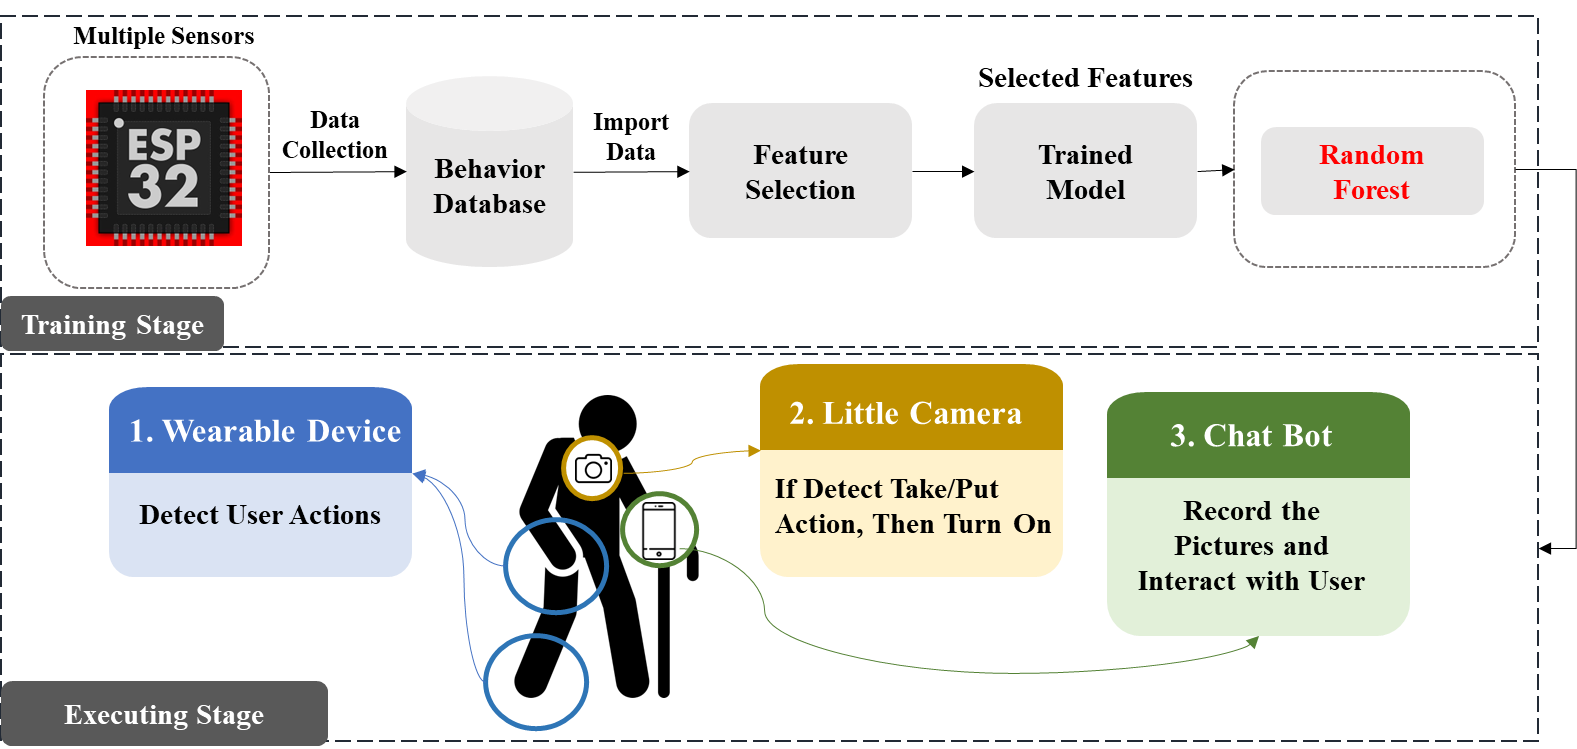 Multiple Sensors
ESP
32
Data
Collection
Behavior
Database
Import
Data
Feature
Selection
Selected Features
Trained
Model
Random
Forest
Training Stage
1. Wearable Device
Detect User Actions
2. Little Camera
If Detect Take/Put
Action, Then Turn On
3. Chat Bot
Record the
Pictures and
Interact with User
Executing Stage